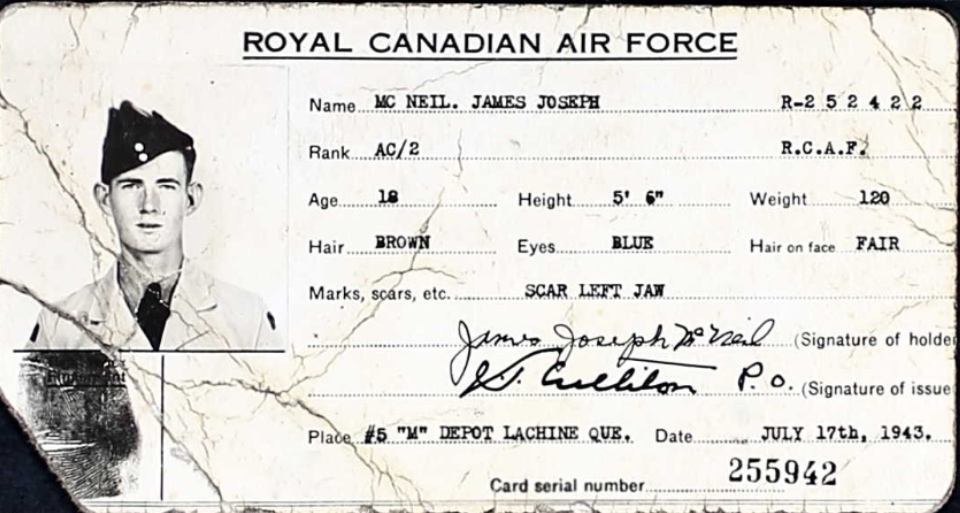 ROYAL CANADIAN AIR FORCE
Name MC NEIL. JAMES JOSEPH R-252422
Rank AC/2 R.C.A.F.
Age 18 Height 5' 6" Weight 120
Hair BROWN Eyes BLUE Hair on face FAIR
Marks, scars, etc. SCAR LEFT JAW
James Joseph McNeil (Signature of holde
P.O. (Signature of issue
Place #5 "M" DEPOT LACHINE QUE. Date JULY 17th, 1943.
Card serial number 255942